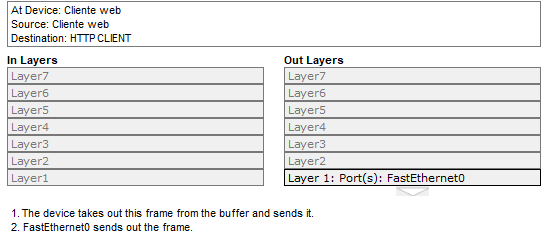 At Device: Cliente web
Source: Cliente web
Destination: HTTP CLIENT
In Layers
Out Layers
Layer7
Layer7
Layer6
Layer6
Layer5
Layer5
Layer4
Layer4
Layer3
Layer3
Layer2
Layer2
Layer1
Layer 1: Port(s): FastEthernet0
1. The device takes out this frame from the buffer and sends it.
2. FastEthernet0 sends out the frame.